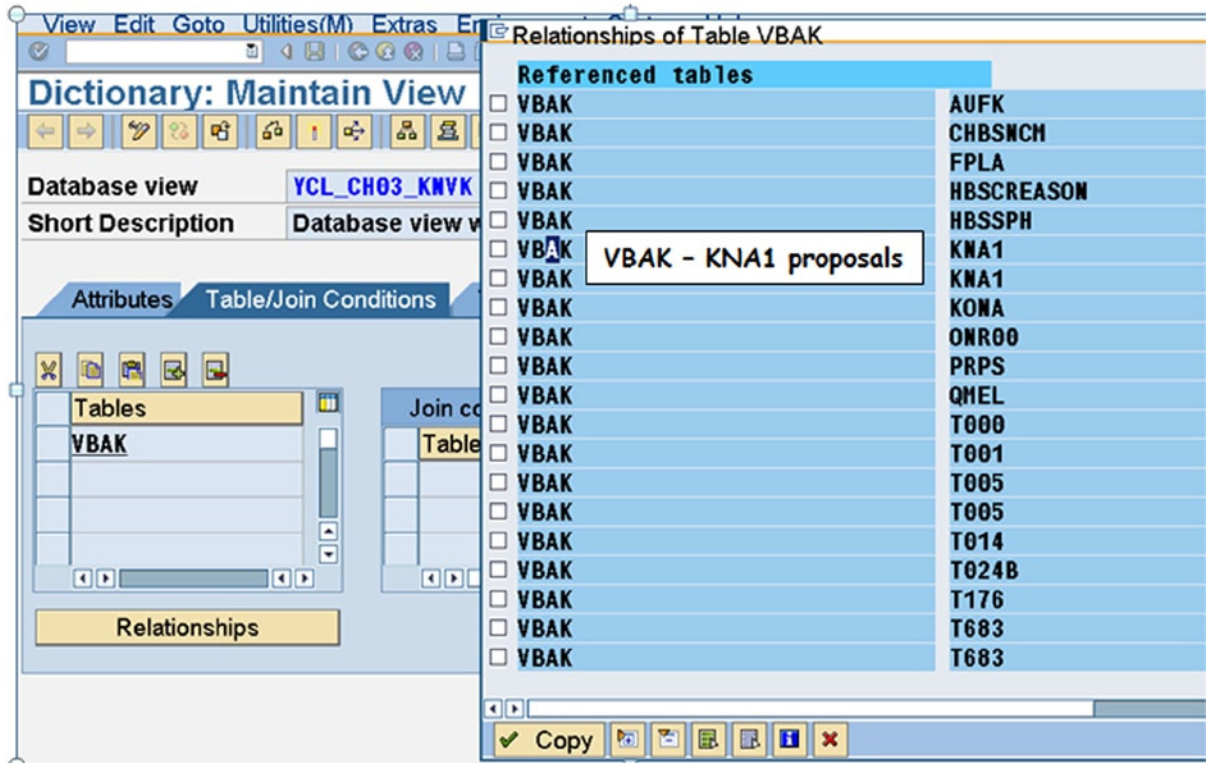 View Edit Goto Utilities(M) Extras
Dictionary: Maintain View
Database view YCL_CH03_KNVK
Short Description Database view
Attributes Table/Join Conditions
Tables
VBAK
Join
Table
Relationships
Relationships of Table VBAK
Referenced tables
VBAK AUFK
VBAK CHBSNCM
VBAK FPLA
VBAK HBSCREASON
VBAK HBSSPH
VBAK KNA1
VBAK – KNA1 proposals
VBAK KNA1
VBAK KONA
VBAK ONR00
VBAK PRPS
VBAK QMEL
VBAK T000
VBAK T001
VBAK T005
VBAK T005
VBAK T014
VBAK T024B
VBAK T176
VBAK T683
VBAK T683
Copy